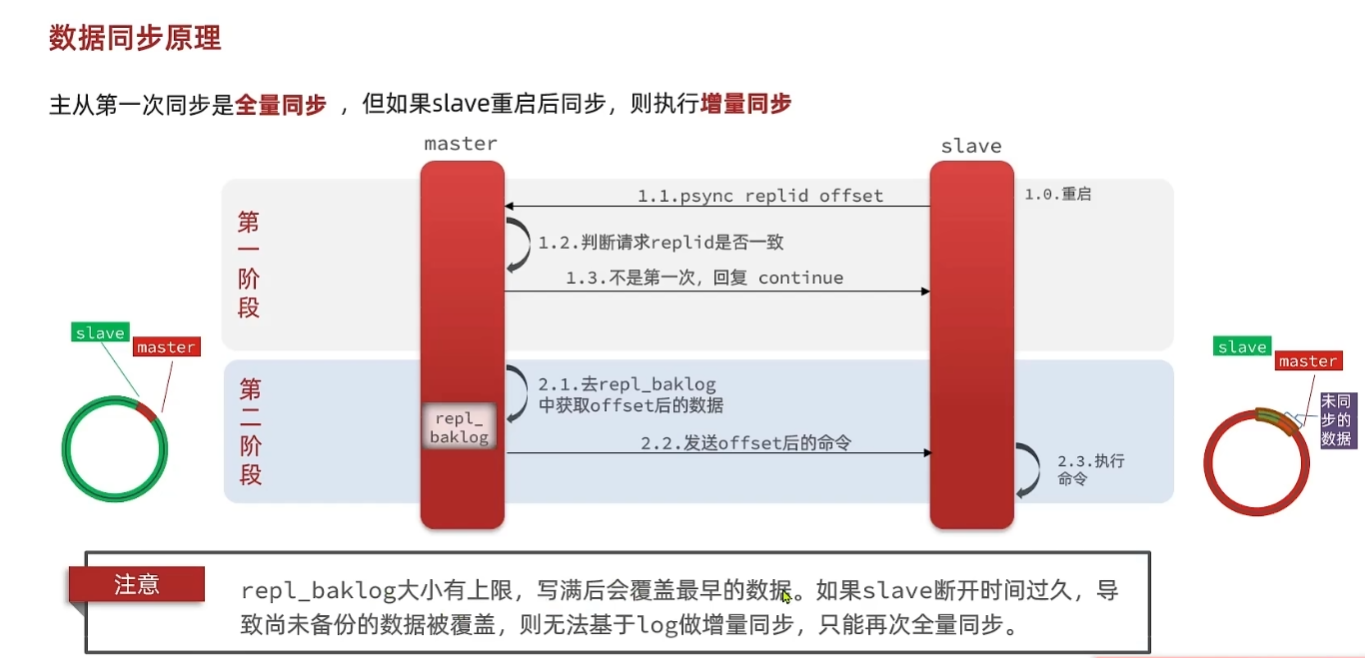 数据同步原理
主从第一次同步是全量同步，但如果slave重启后同步，则执行增量同步
master
slave
第一阶段
1.0.重启
1.1.psync replid offset
1.2.判断请求replid是否一致
1.3.不是第一次，回复 continue
slave
master
第二阶段
2.1.去repl_baklog
中获取offset后的数据
repl_
baklog
2.2.发送offset后的命令
2.3.执行
命令
slave
master
未同
步的
数据
注意
repl_baklog大小有上限，写满后会覆盖最早的数据。如果slave断开时间过久，导
致尚未备份的数据被覆盖，则无法基于log做增量同步，只能再次全量同步。